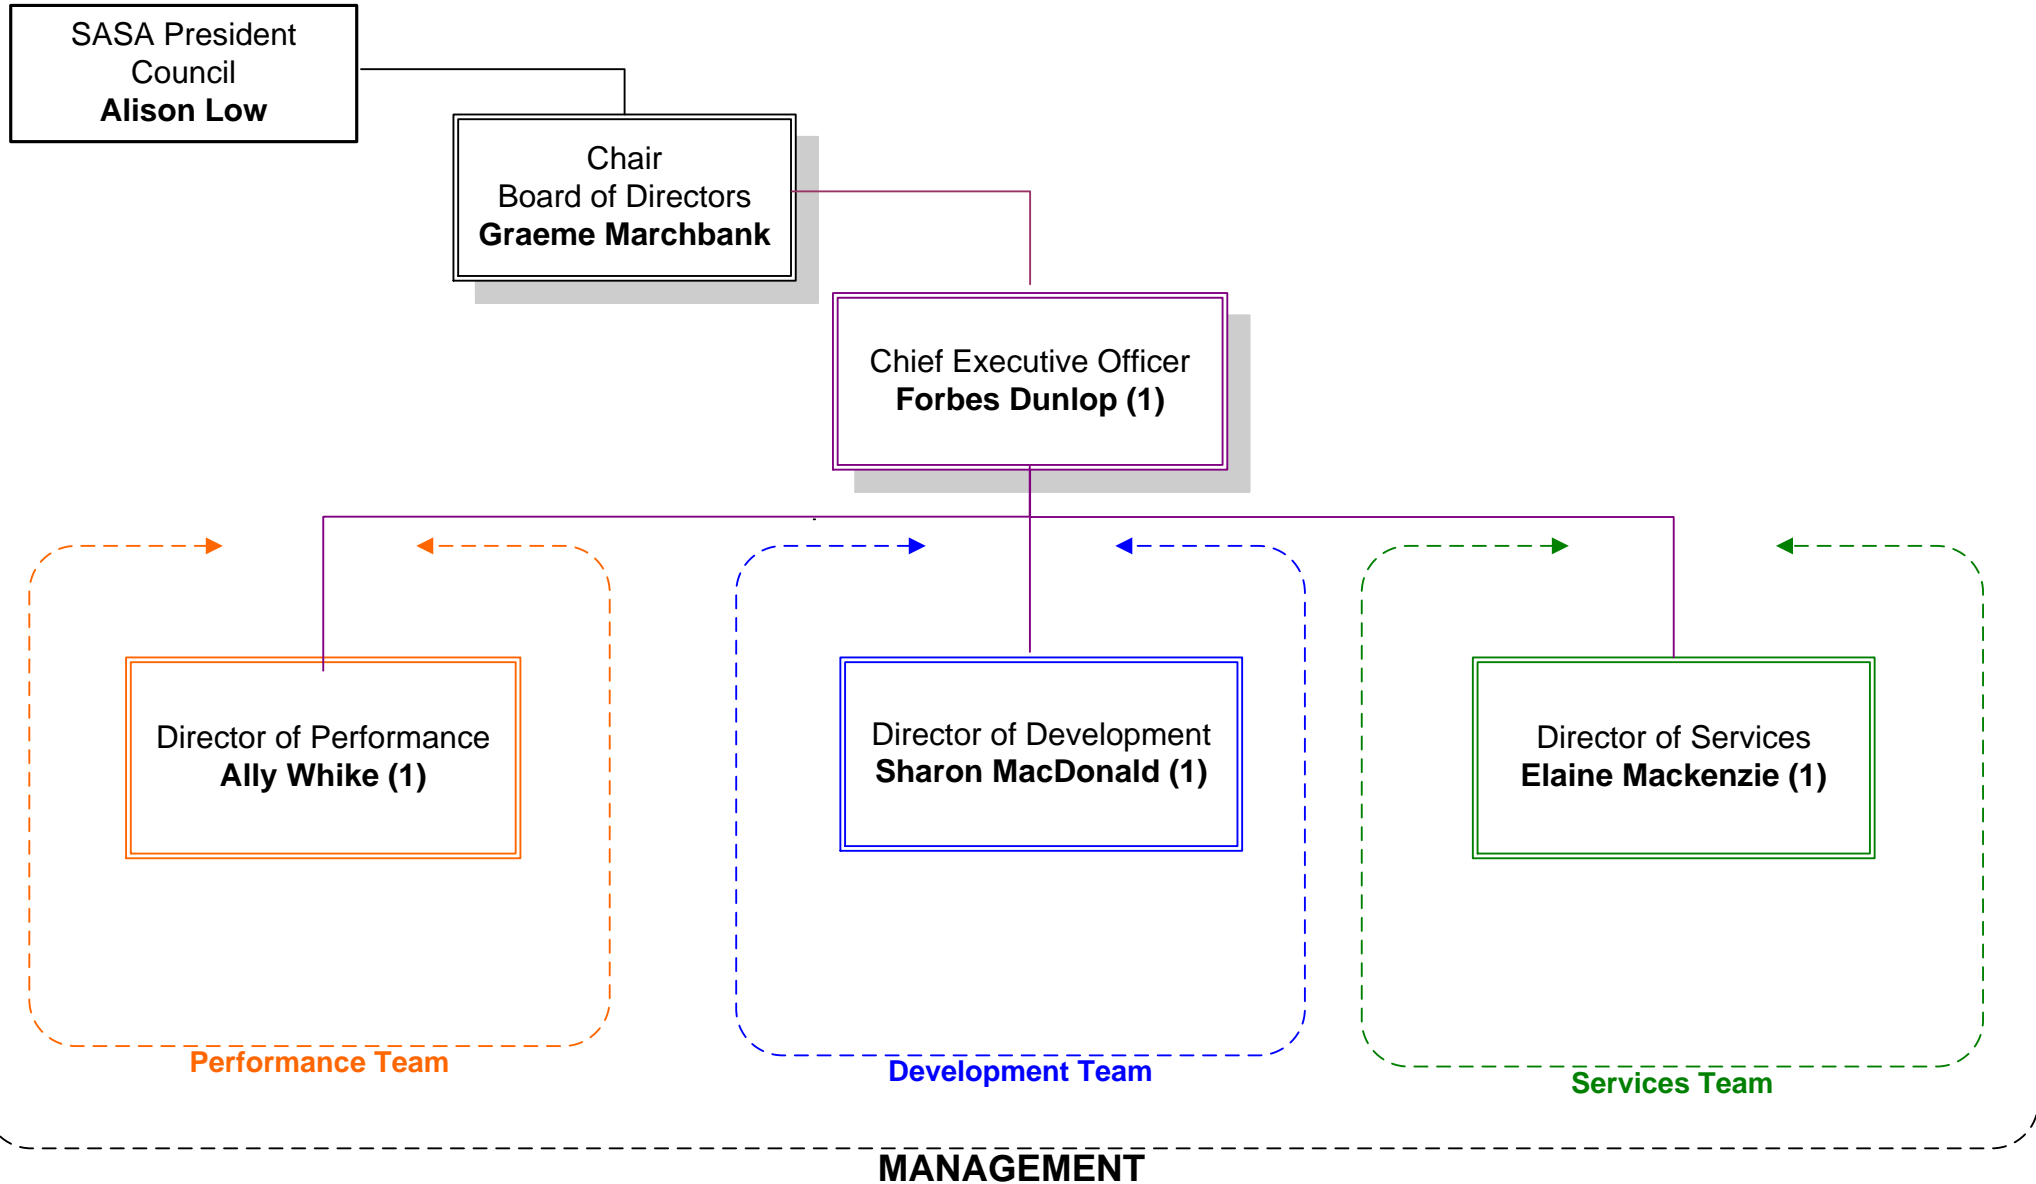 SASA President
Council
Alison Low
Chair
Board of Directors
Graeme Marchbank
Chief Executive Officer
Forbes Dunlop (1)
Director of Performance
Ally Whike (1)
Director of Development
Sharon MacDonald (1)
Director of Services
Elaine Mackenzie (1)
Performance Team
Development Team
Services Team
MANAGEMENT